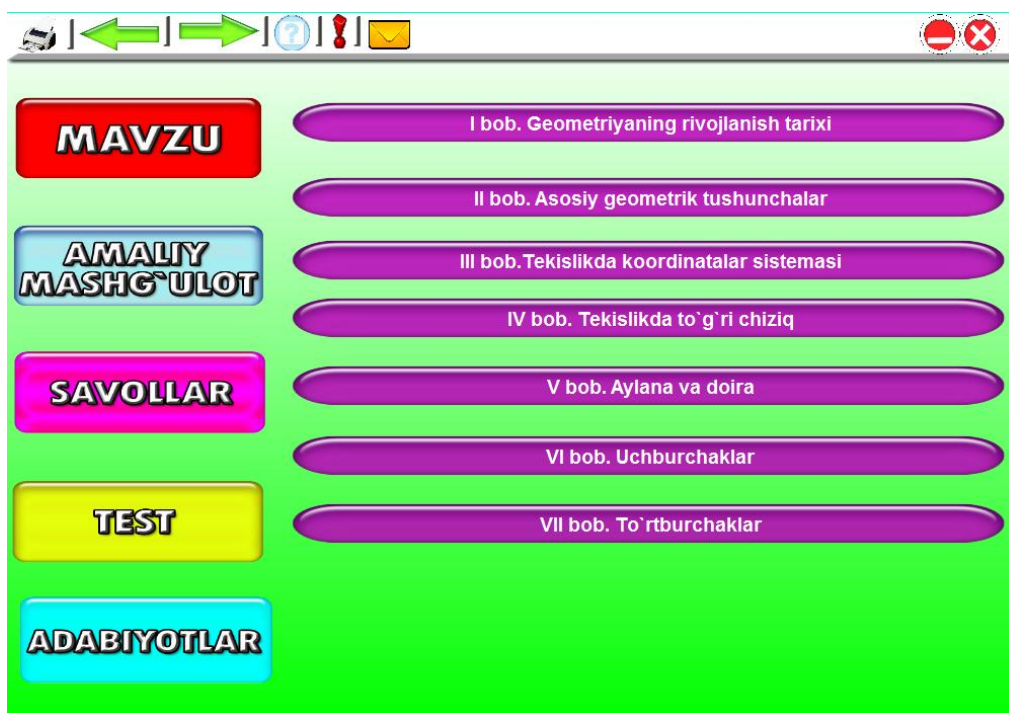 MAVZU
AMALIY
MASHG`ULOT
SAVOLLAR
TEST
ADABIYOTLAR
I bob. Geometriyaning rivojlanish tarixi
II bob. Asosiy geometrik tushunchalar
III bob.Tekislikda koordinatalar sistemasi
IV bob. Tekislikda to`g`ri chiziq
V bob. Aylana va doira
VI bob. Uchburchaklar
VII bob. To`rtburchaklar